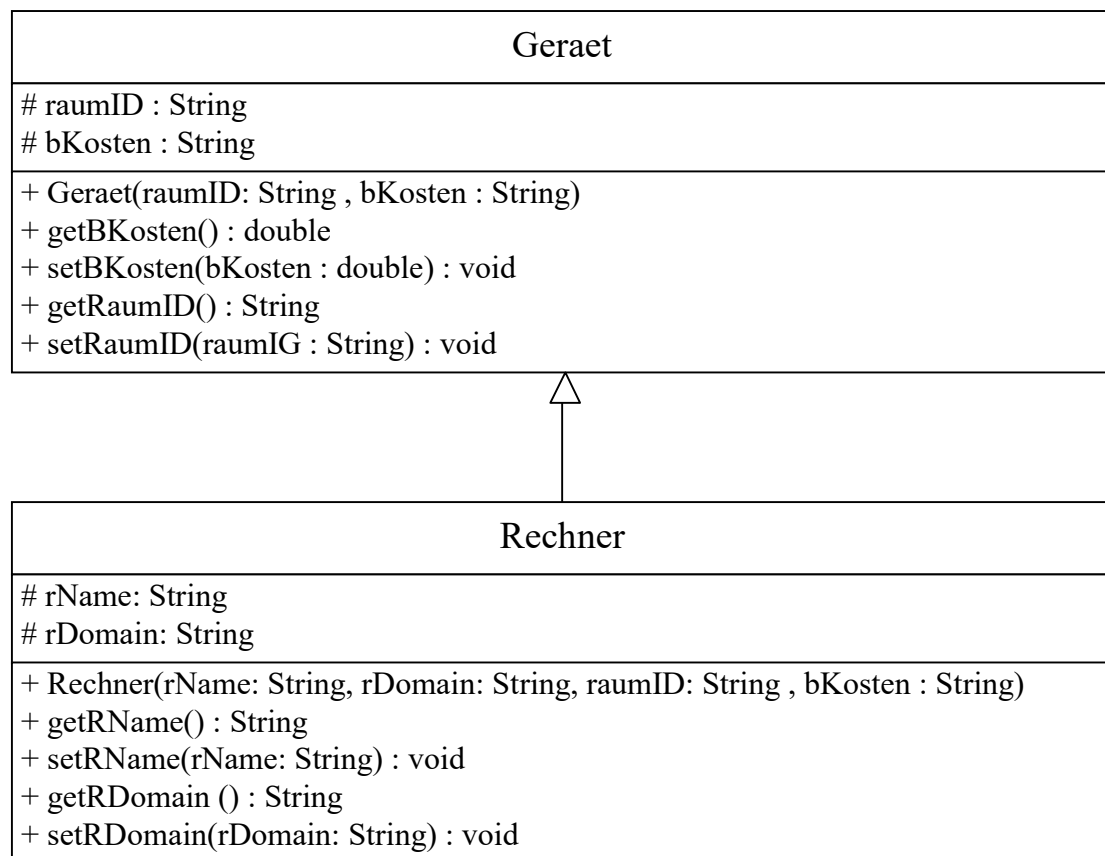 Geraet
# raumID : String
# bKosten : String
+ Geraet(raumID: String , bKosten : String)
+ getBKosten() : double
+ setBKosten(bKosten : double) : void
+ getRaumID() : String
+ setRaumID(raumIG : String) : void
Rechner
# rName: String
# rDomain: String
+ Rechner(rName: String, rDomain: String, raumID: String , bKosten : String)
+ getRName() : String
+ setRName(rName: String) : void
+ getRDomain () : String
+ setRDomain(rDomain: String) : void